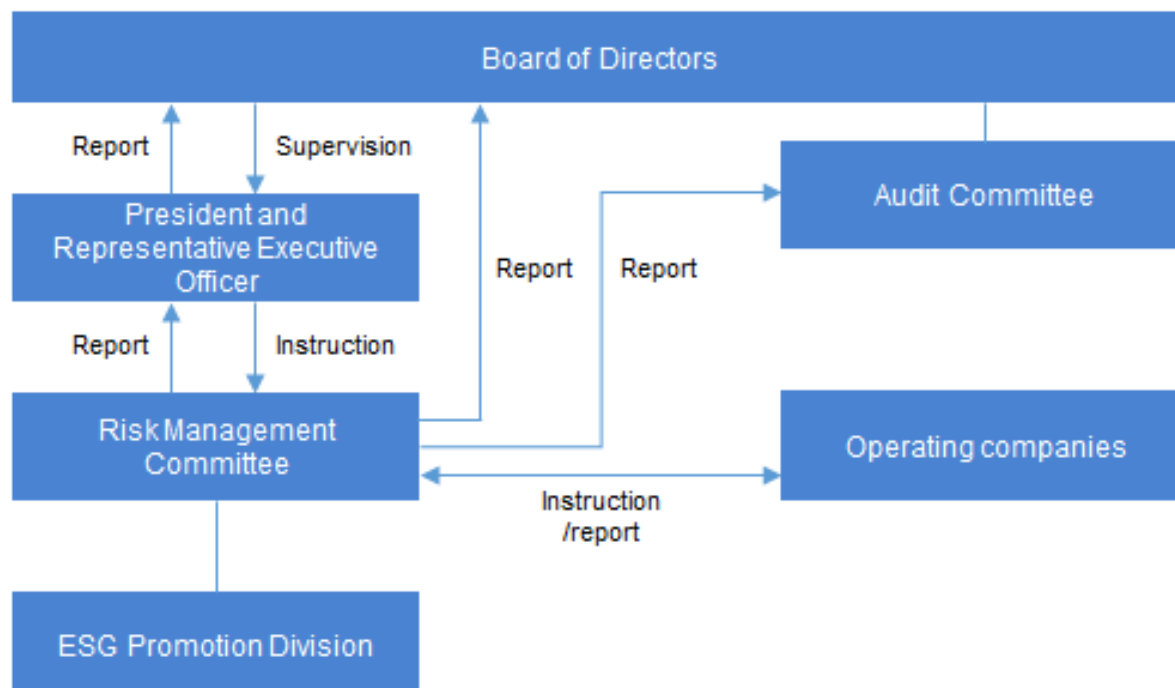 Board of Directors
Report
Supervision
Audit Committee
President and
Representative Executive
Officer
Report
Report
Report
Instruction
Risk Management
Committee
Operating companies
Instruction
/report
ESG Promotion Division